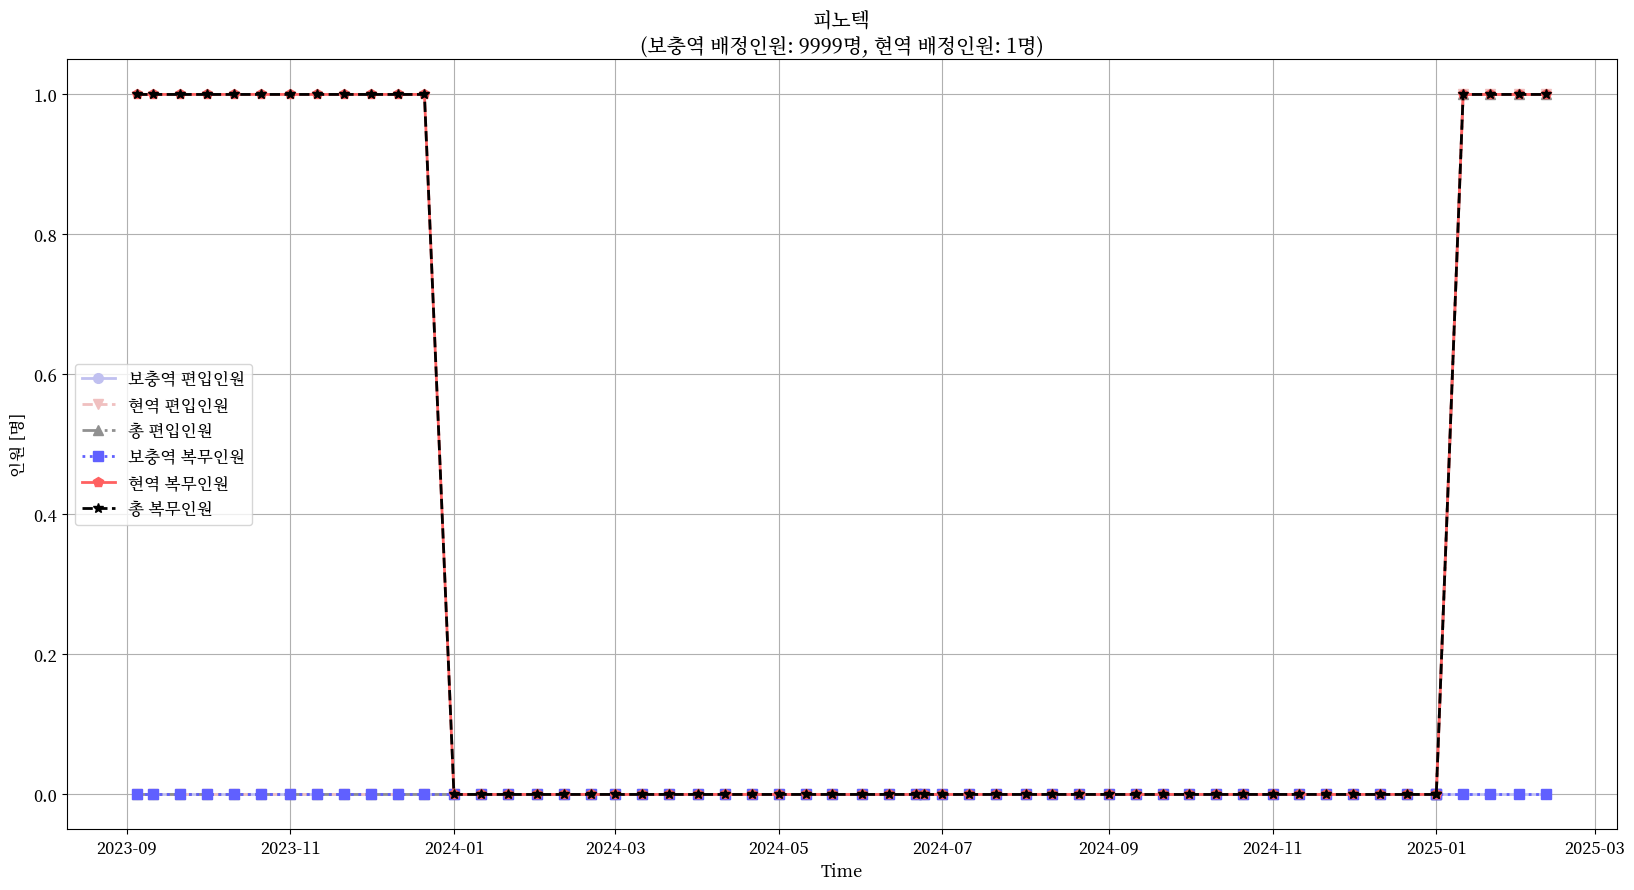 피노텍
(보충역 배정인원: 9999명, 현역 배정인원: 1명)
1.0
0.8
0.6
0.4
0.2
0.0
인원 [명]
보충역 편입인원
현역 편입인원
총 편입인원
보충역 복무인원
현역 복무인원
총 복무인원
2023-09
2023-11
2024-01
2024-03
2024-05
2024-07
2024-09
2024-11
2025-01
2025-03
Time